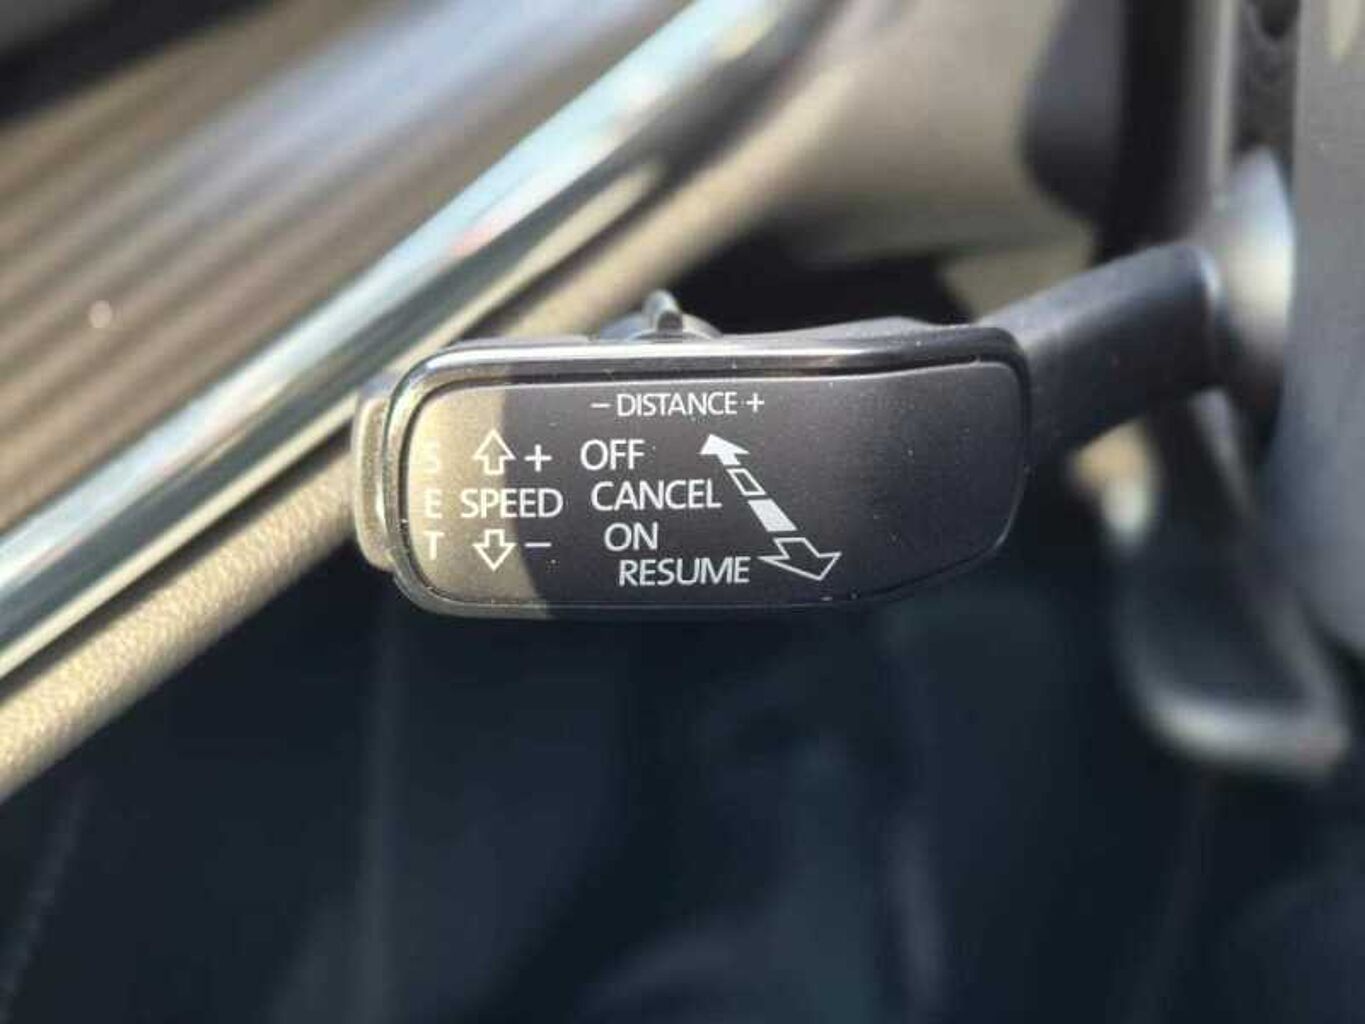 - DISTANCE +
S + OFF
E SPEED CANCEL
T - ON
RESUME